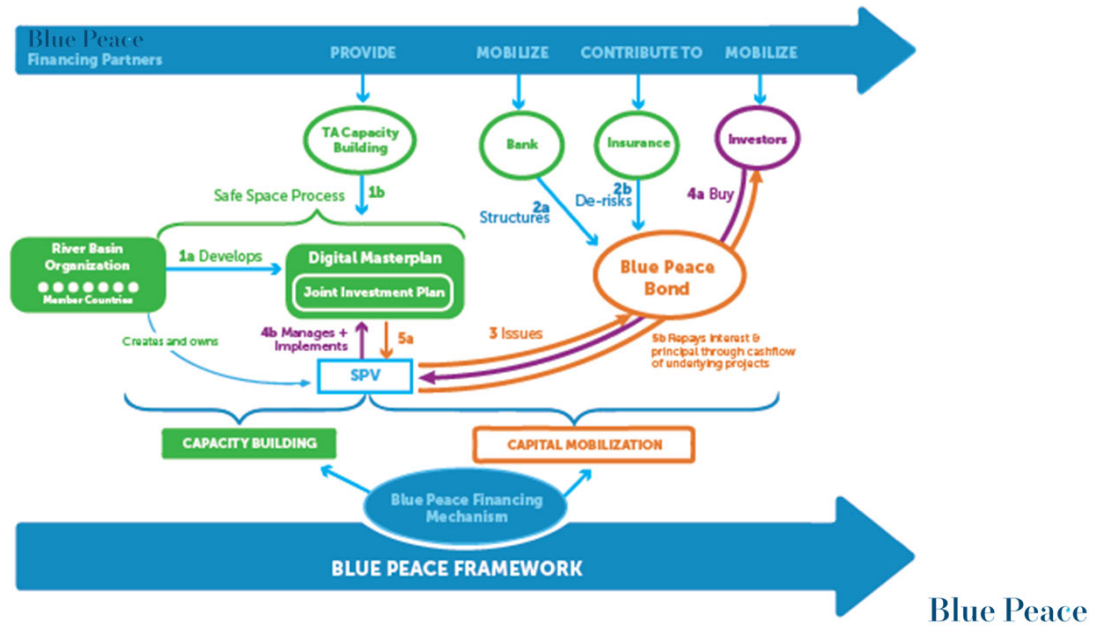 Blue Peace
Financing Partners
PROVIDE
MOBILIZE
CONTRIBUTE TO
MOBILIZE
TA Capacity
Building
Bank
Insurance
Investors
Safe Space Process
1b
2a
Structures
2b
De-risks
4a Buy
River Basin
Organization
Member Countries
1a Develops
Digital Masterplan
Joint Investment Plan
Blue Peace
Bond
Creates and owns
4b Manages +
Implements
5a
3 Issues
5b Repays interest &
principal through cashflow
of underlying projects
SPV
CAPACITY BUILDING
CAPITAL MOBILIZATION
Blue Peace Financing
Mechanism
BLUE PEACE FRAMEWORK
Blue Peace